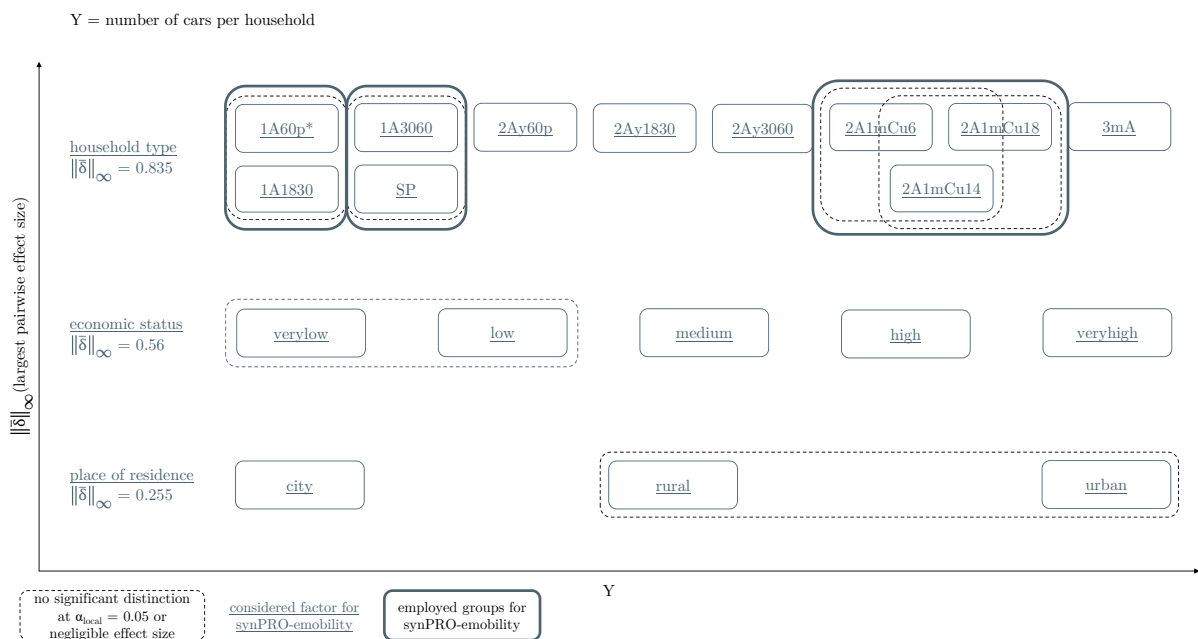 Y = number of cars per household
1A60p*
1A3060
2Ay60p
2Ay1830
2Ay3060
2A1mCu6
2A1mCu18
3mA
household type
‖δ̄‖∞ = 0.835
1A1830
SP
2A1mCu14
‖δ̄‖∞ (largest pairwise effect size)
economic status
‖δ̄‖∞ = 0.56
verylow
low
medium
high
veryhigh
place of residence
‖δ̄‖∞ = 0.255
city
rural
urban
Y
no significant distinction
at αlocal = 0.05 or
negligible effect size
considered factor for
synPRO-emobility
employed groups for
synPRO-emobility